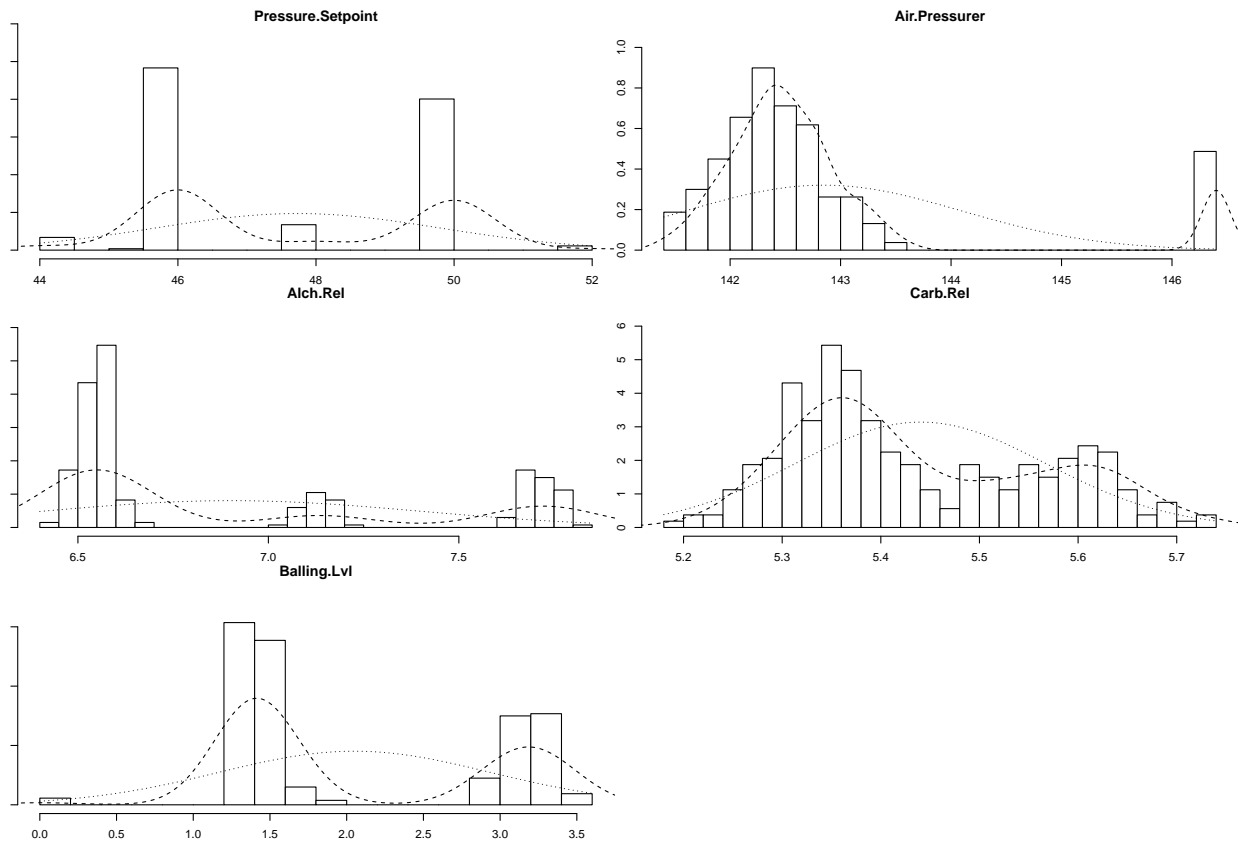 Pressure.Setpoint
44 46 48 50 52
Air.Pressurer
0.0 0.2 0.4 0.6 0.8 1.0
142 143 144 145 146
Alch.Rel
6.5 7.0 7.5
Carb.Rel
0 1 2 3 4 5 6
5.2 5.3 5.4 5.5 5.6 5.7
Balling.Lvl
0.0 0.5 1.0 1.5 2.0 2.5 3.0 3.5